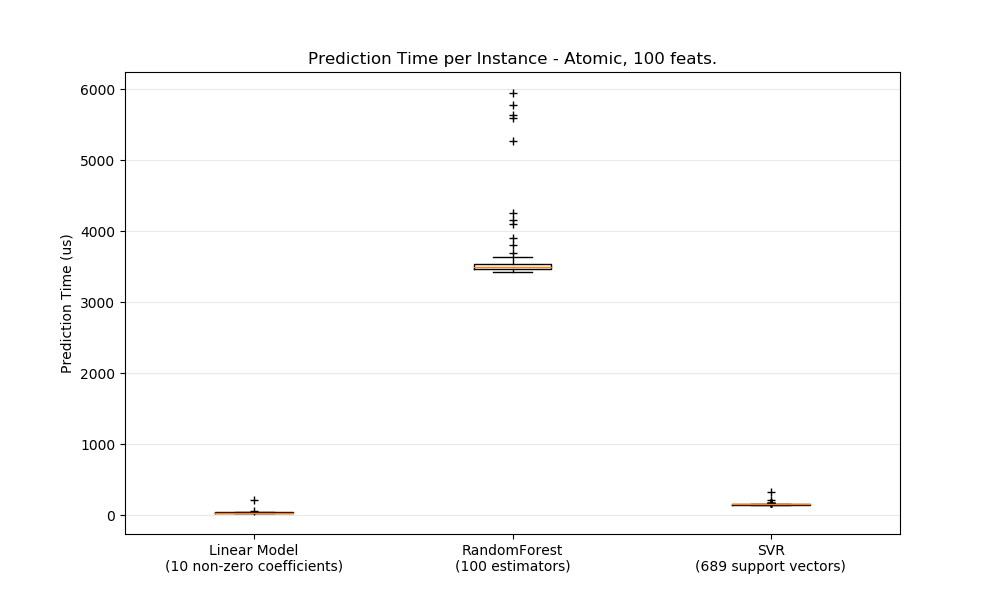 Prediction Time per Instance - Atomic, 100 feats.
Prediction Time (us)
6000
5000
4000
3000
2000
1000
0
Linear Model
(10 non-zero coefficients)
RandomForest
(100 estimators)
SVR
(689 support vectors)